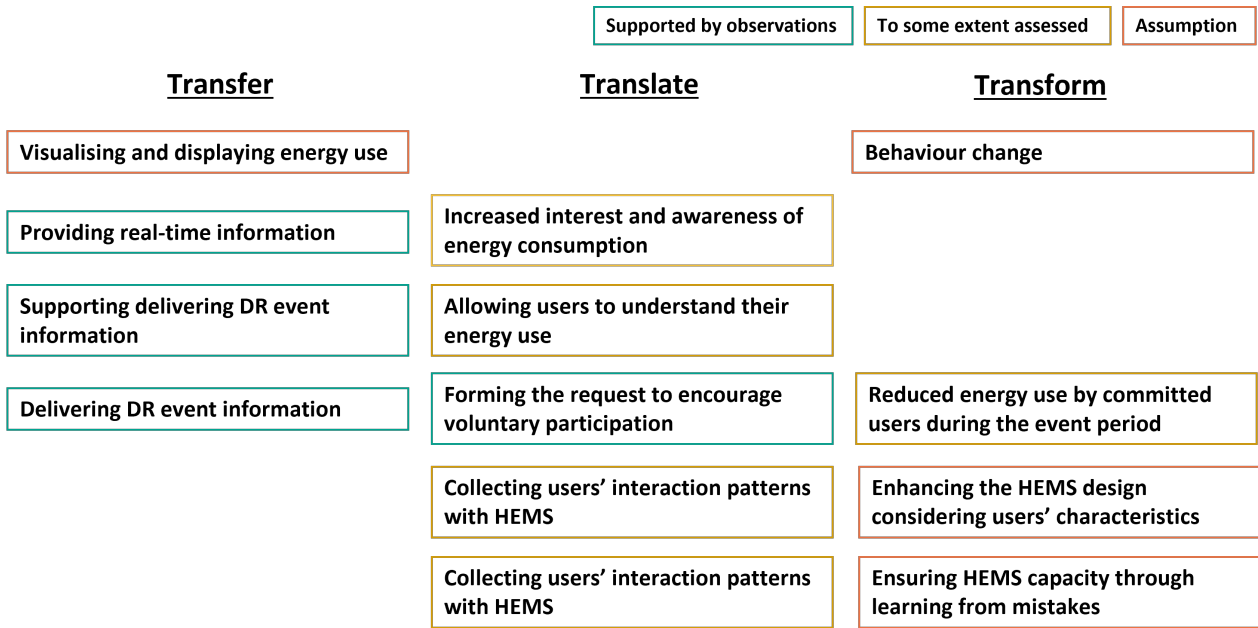 Supported by observations
To some extent assessed
Assumption
Transfer
Translate
Transform
Visualising and displaying energy use
Behaviour change
Providing real-time information
Increased interest and awareness of
energy consumption
Supporting delivering DR event
information
Allowing users to understand their
energy use
Delivering DR event information
Forming the request to encourage
voluntary participation
Reduced energy use by committed
users during the event period
Collecting users’ interaction patterns
with HEMS
Enhancing the HEMS design
considering users’ characteristics
Collecting users’ interaction patterns
with HEMS
Ensuring HEMS capacity through
learning from mistakes